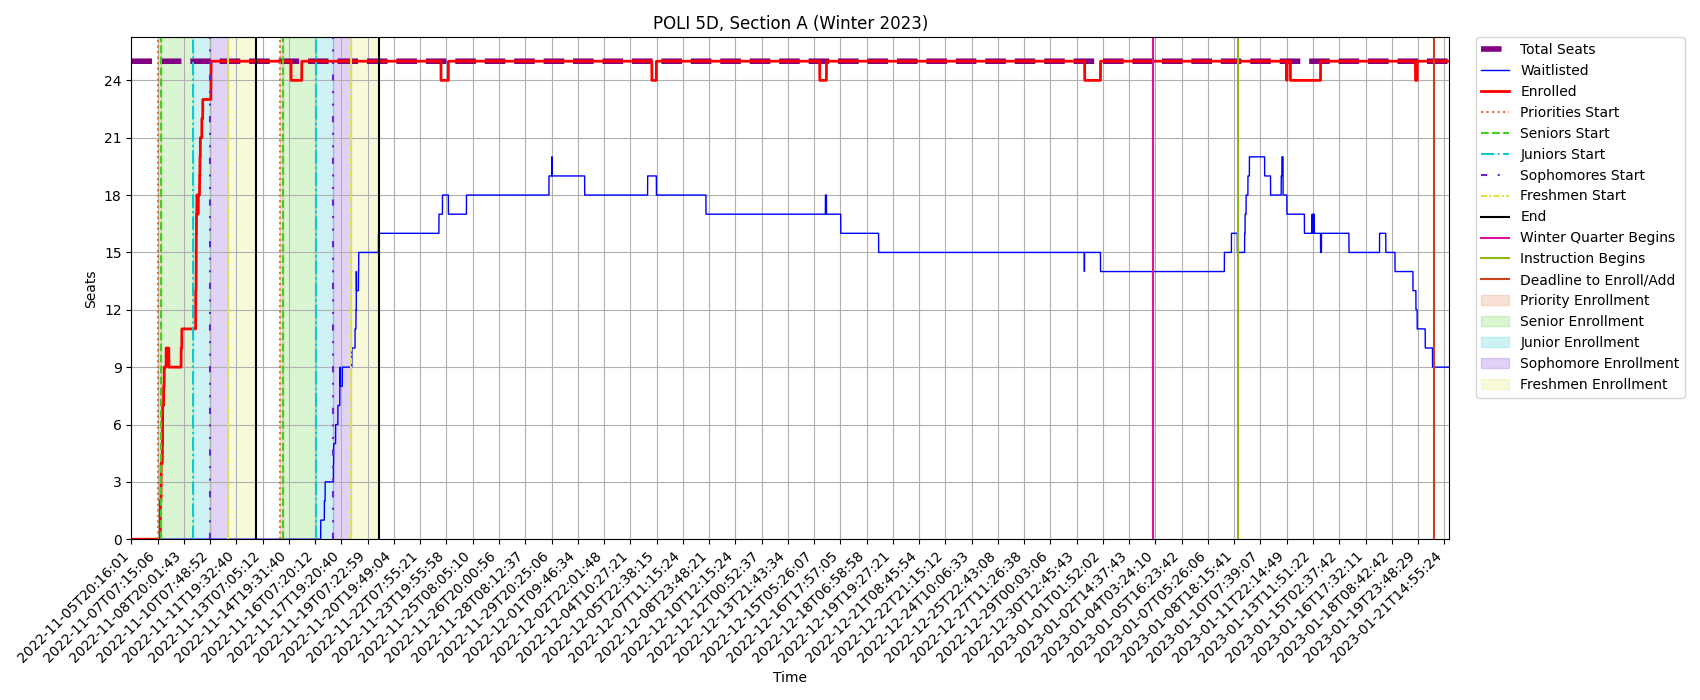 POLI 5D, Section A (Winter 2023)
Total Seats
Waitlisted
Enrolled
Priorities Start
Seniors Start
Juniors Start
Sophomores Start
Freshmen Start
End
Winter Quarter Begins
Instruction Begins
Deadline to Enroll/Add
Priority Enrollment
Senior Enrollment
Junior Enrollment
Sophomore Enrollment
Freshmen Enrollment
Seats
24
21
18
15
12
9
6
3
0
2022-11-05T20:16:01
2022-11-07T07:15:06
2022-11-08T20:01:43
2022-11-10T07:48:52
2022-11-11T19:32:40
2022-11-13T07:05:12
2022-11-14T19:31:40
2022-11-16T07:20:12
2022-11-17T19:20:40
2022-11-19T07:22:59
2022-11-20T19:49:04
2022-11-22T07:55:21
2022-11-23T19:55:58
2022-11-25T08:05:10
2022-11-26T20:00:56
2022-11-28T08:12:37
2022-11-29T20:25:06
2022-12-01T09:46:34
2022-12-02T22:01:48
2022-12-04T10:27:21
2022-12-05T22:38:15
2022-12-07T11:15:24
2022-12-08T23:48:21
2022-12-10T12:15:24
2022-12-12T00:52:37
2022-12-13T13:43:34
2022-12-15T05:26:07
2022-12-16T17:57:05
2022-12-18T06:58:58
2022-12-19T19:27:21
2022-12-21T08:45:54
2022-12-22T21:15:12
2022-12-24T10:06:33
2022-12-25T22:43:08
2022-12-27T11:26:38
2022-12-29T00:03:06
2022-12-30T12:45:43
2023-01-01T01:52:02
2023-01-02T14:37:43
2023-01-04T03:24:10
2023-01-05T16:23:42
2023-01-07T05:26:06
2023-01-08T18:15:41
2023-01-10T07:39:07
2023-01-11T22:14:49
2023-01-13T11:51:22
2023-01-15T02:37:42
2023-01-16T17:32:11
2023-01-18T08:42:42
2023-01-19T23:48:29
2023-01-21T14:55:24
Time